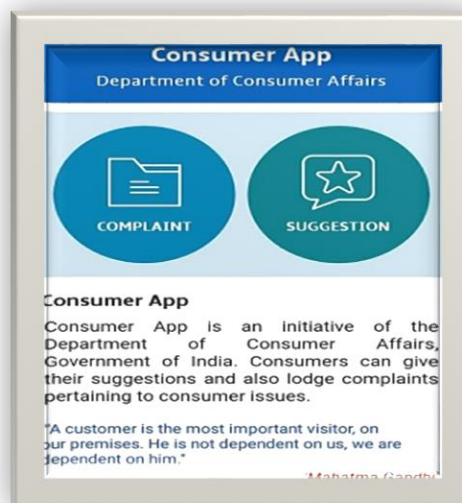 Consumer App
Department of Consumer Affairs
COMPLAINT
SUGGESTION
Consumer App
Consumer App is an initiative of the
Department of Consumer Affairs,
Government of India. Consumers can give
their suggestions and also lodge complaints
pertaining to consumer issues.
"A customer is the most important visitor, on
our premises. He is not dependent on us, we are
dependent on him."
"Mahatma Gandhi"